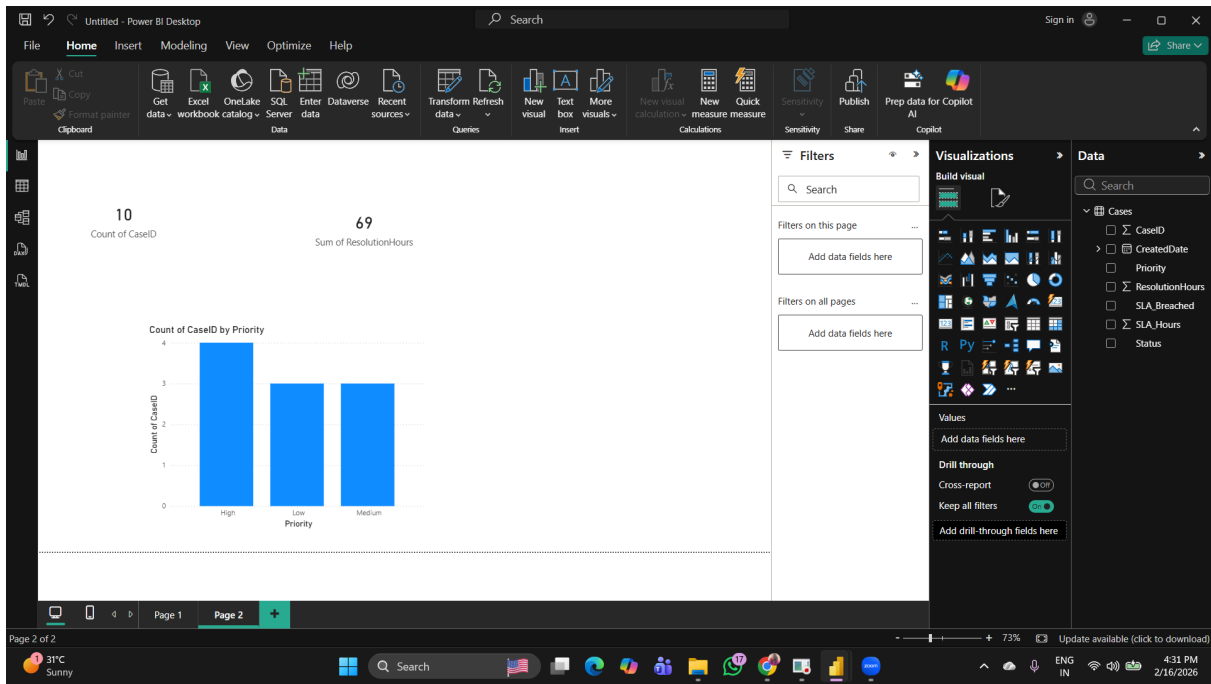 Untitled - Power BI Desktop
Search
Sign in
File Home Insert Modeling View Optimize Help
Share
Paste
Cut
Copy
Format painter
Clipboard
Get data
Excel workbook
OneLake catalog
SQL Server
Enter data
Dataverse
Recent sources
Data
Transform data
Refresh
Queries
New visual
Text box
More visuals
Insert
New visual calculation
New measure
Quick measure
Calculations
Sensitivity
Sensitivity
Publish
Share
Prep data for AI
Copilot
Copilot
10
Count of CaseID
69
Sum of ResolutionHours
Count of CaseID by Priority
Count of CaseID
4
3
2
1
0
High Low Medium
Priority
Filters
Search
Filters on this page
...
Add data fields here
Filters on all pages
...
Add data fields here
Visualizations
Build visual
123
R Py
...
Values
Add data fields here
Drill through
Cross-report
Off
Keep all filters
On
Add drill-through fields here
Data
Search
Cases
CaseID
CreatedDate
Priority
ResolutionHours
SLA_Breached
SLA_Hours
Status
DAX
TMDL
Page 1
Page 2
+
Page 2 of 2
- + 73%
Update available (click to download)
1
31°C
Sunny
Search
17
zoom
ENG
IN
4:31 PM
2/16/2026